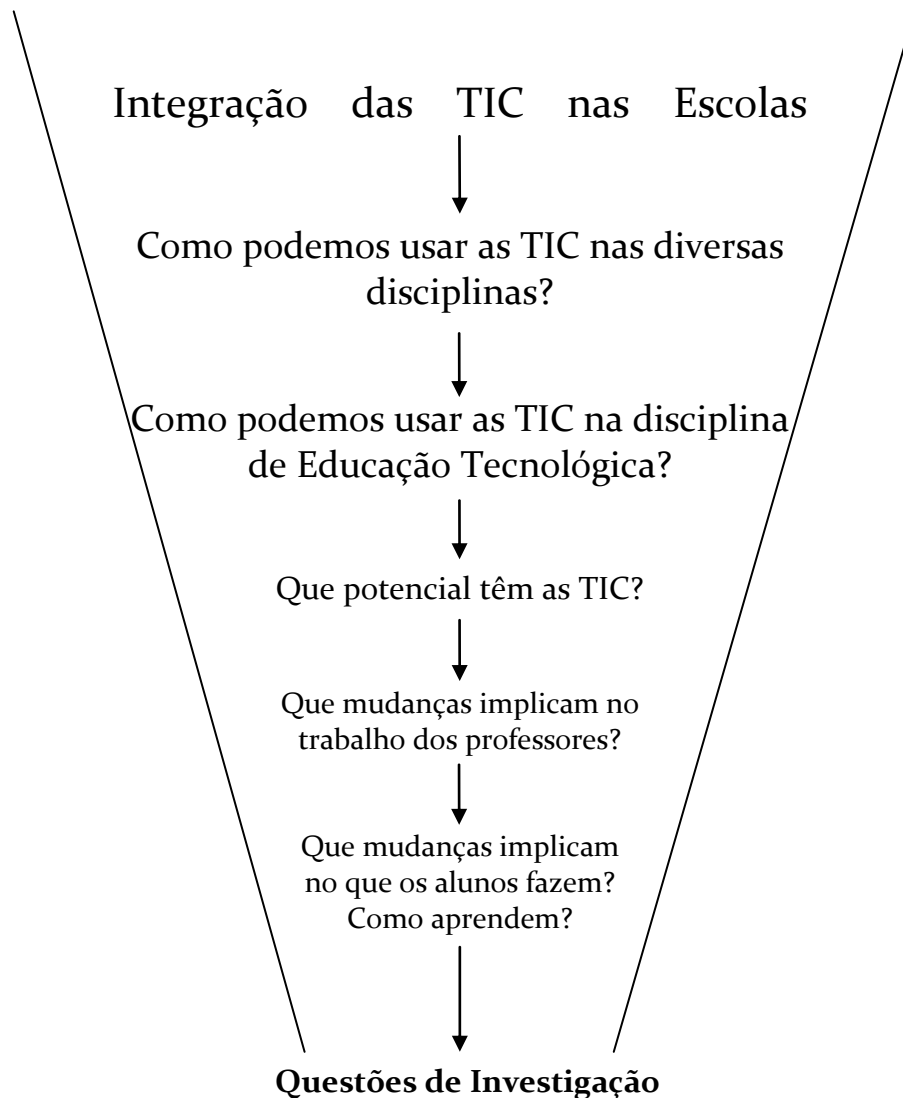 Integração das TIC nas Escolas
Como podemos usar as TIC nas diversas
disciplinas?
Como podemos usar as TIC na disciplina
de Educação Tecnológica?
Que potencial têm as TIC?
Que mudanças implicam no
trabalho dos professores?
Que mudanças implicam
no que os alunos fazem?
Como aprendem?
Questões de Investigação